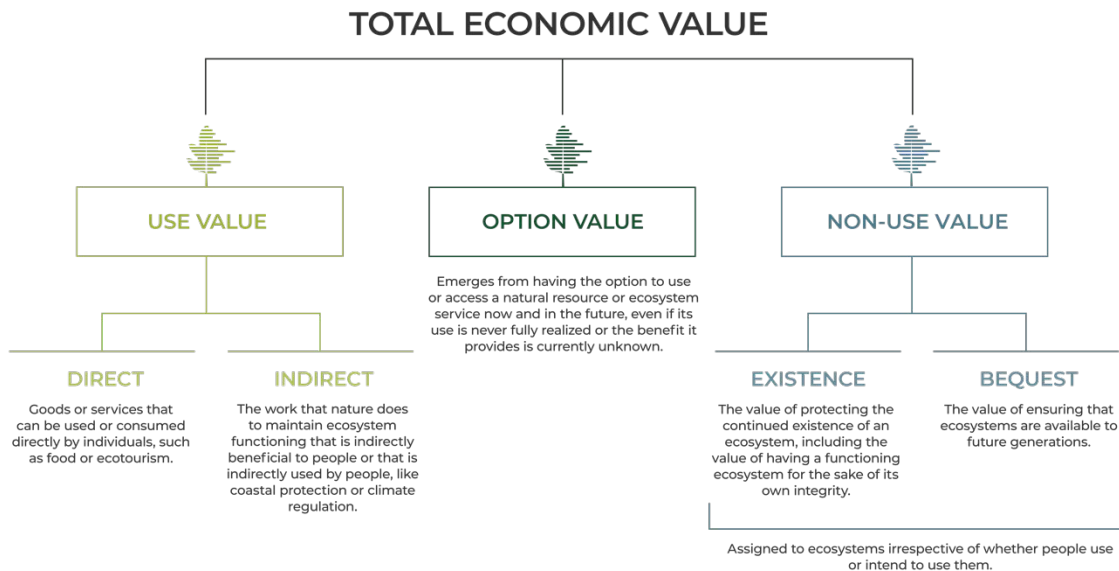 TOTAL ECONOMIC VALUE
USE VALUE
OPTION VALUE
NON-USE VALUE
Emerges from having the option to use
or access a natural resource or ecosystem
service now and in the future, even if its
use is never fully realized or the benefit it
provides is currently unknown.
DIRECT
Goods or services that
can be used or consumed
directly by individuals, such
as food or ecotourism.
INDIRECT
The work that nature does
to maintain ecosystem
functioning that is indirectly
beneficial to people or that is
indirectly used by people, like
coastal protection or climate
regulation.
EXISTENCE
The value of protecting the
continued existence of an
ecosystem, including the
value of having a functioning
ecosystem for the sake of its
own integrity.
BEQUEST
The value of ensuring that
ecosystems are available to
future generations.
Assigned to ecosystems irrespective of whether people use
or intend to use them.